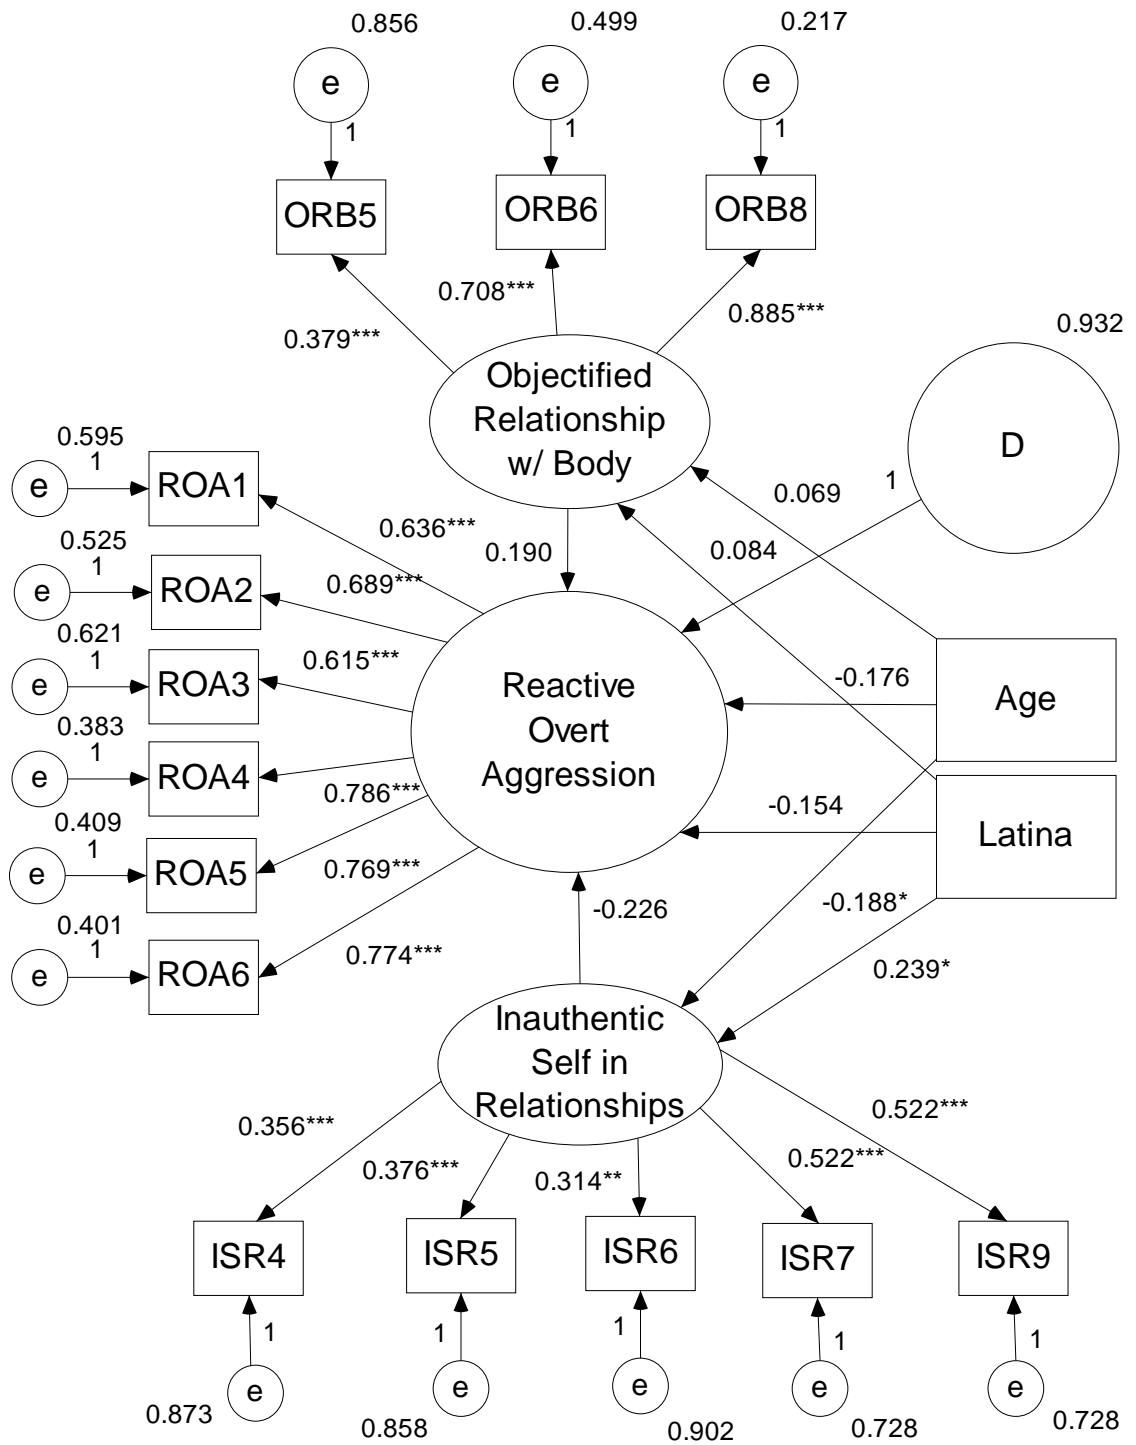 0.856
0.499
0.217
e
e
e
1
1
1
ORB5
ORB6
ORB8
0.379***
0.708***
0.885***
0.932
Objectified
Relationship
w/ Body
D
1
0.595
1
e
ROA1
0.636***
0.525
1
e
ROA2
0.689***
0.621
1
e
ROA3
0.615***
0.383
1
e
ROA4
0.786***
0.409
1
e
ROA5
0.769***
0.401
1
e
ROA6
0.774***
0.190
0.069
0.084
Reactive
Overt
Aggression
-0.176
Age
-0.154
Latina
-0.188*
0.239*
-0.226
Inauthentic
Self in
Relationships
0.356***
0.376***
0.314**
0.522***
0.522***
ISR4
ISR5
ISR6
ISR7
ISR9
1
1
1
1
1
e
e
e
e
e
0.873
0.858
0.902
0.728
0.728